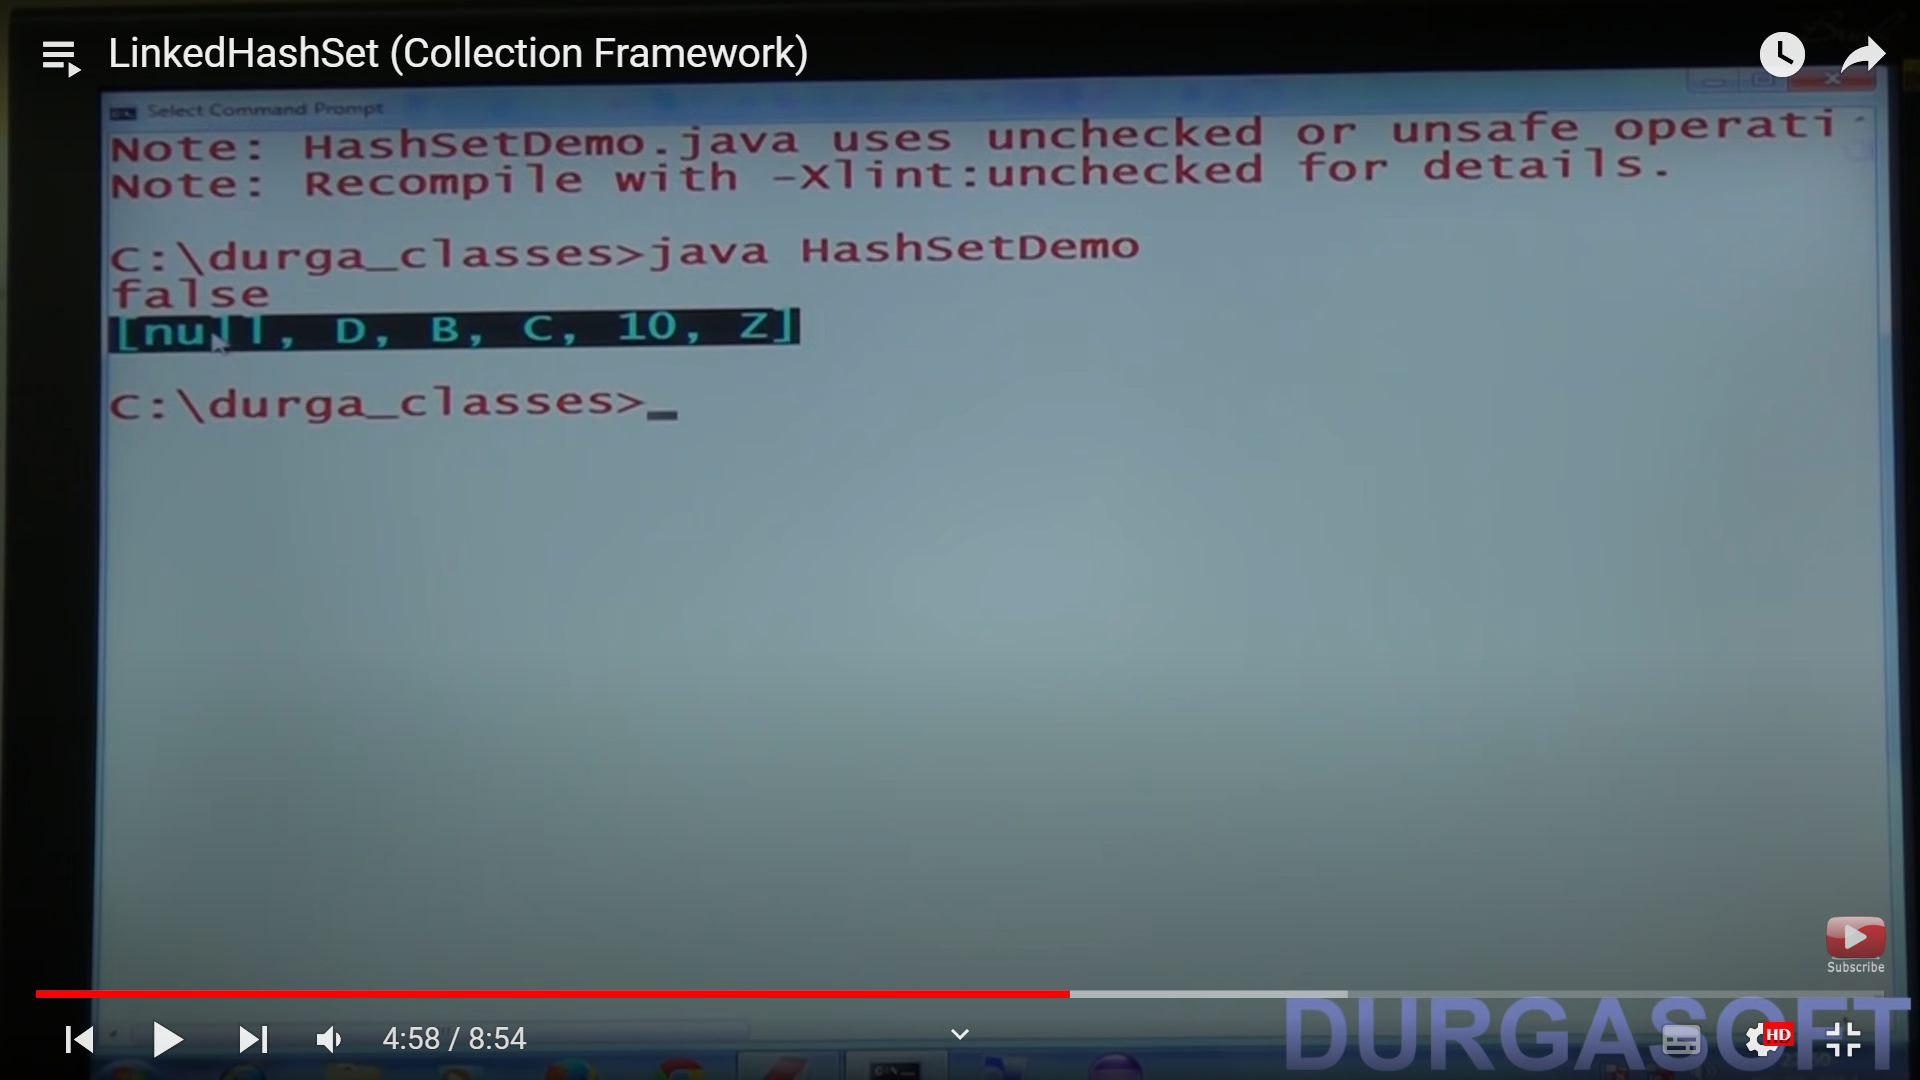 LinkedHashSet (Collection Framework)
Select Command Prompt
Note: HashSetDemo.java uses unchecked or unsafe operati
Note: Recompile with -Xlint:unchecked for details.
C:\durga_classes>java HashSetDemo
false
[null, D, B, C, 10, Z]
C:\durga_classes>_
Subscribe
4:58 / 8:54
HD
DURGASOFT